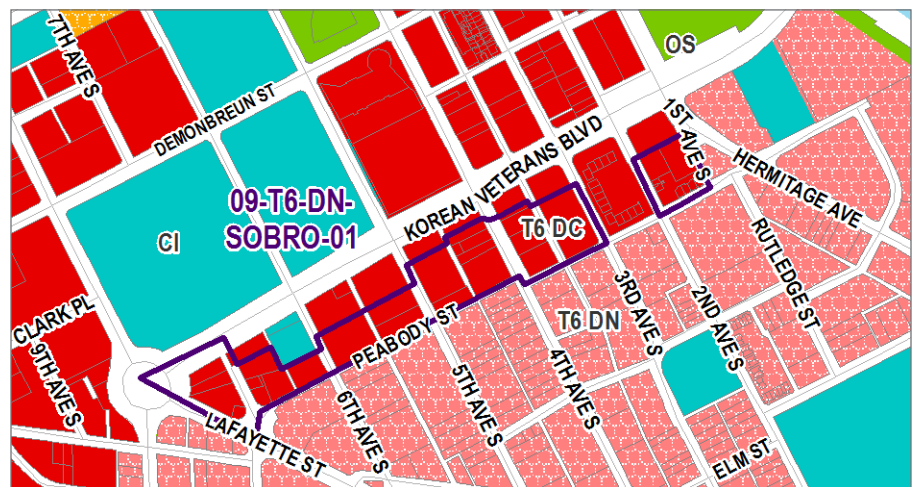 7TH AVE S
OS
DEMONBREUN ST
1ST AVE S
KOREAN VETERANS BLVD
HERMITAGE AVE
09-T6-DN-
SOBRO-01
CI
T6 DC
RUTLEDGE ST
CLARK PL
3RD AVE S
2ND AVE S
PEABODY ST
T6 DN
9TH AVE S
4TH AVE S
5TH AVE S
6TH AVE S
LAFAYETTE ST
ELM ST